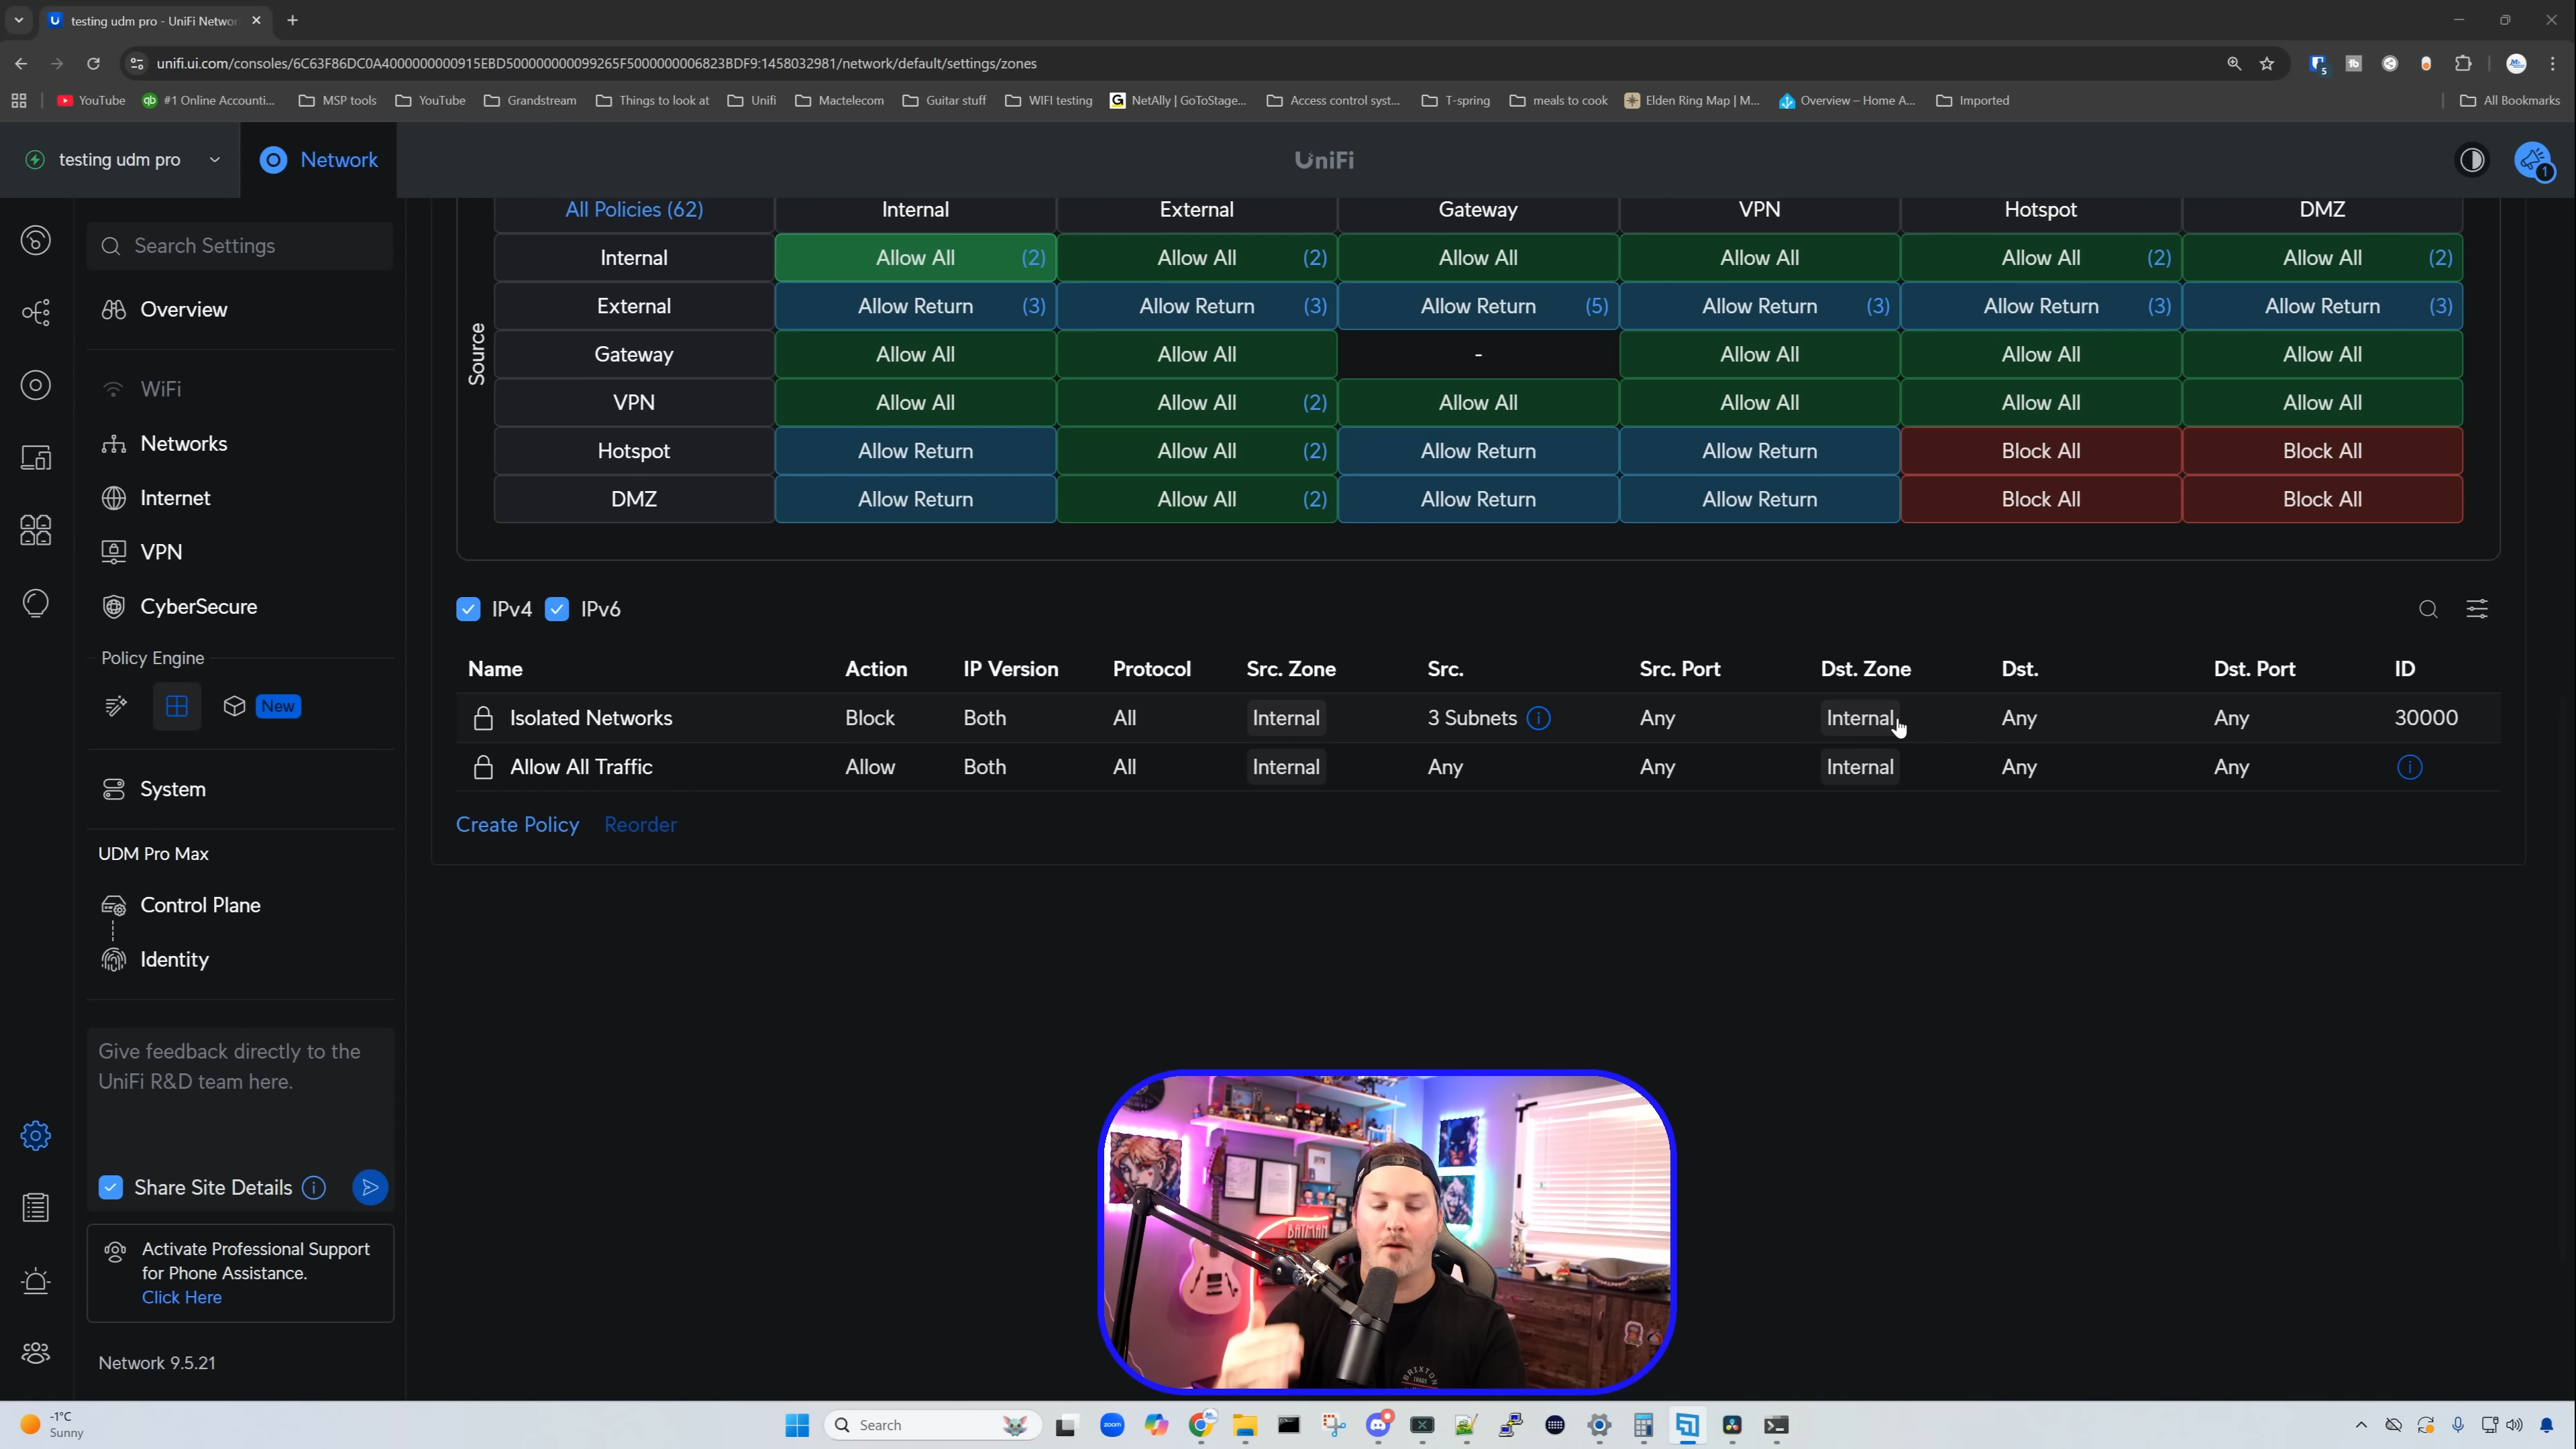 testing udm pro - UniFi Networ
unifi.ui.com/consoles/6C63F86DC0A4000000000915EBD500000000099265F5000000006823BDF9:1458032981/network/default/settings/zones
5
YouTube
#1 Online Accounti...
MSP tools
YouTube
Grandstream
Things to look at
Unifi
Mactelecom
Guitar stuff
WIFI testing
NetAlly | GoToStage...
Access control syst...
T-spring
meals to cook
Elden Ring Map | M...
Overview – Home A...
Imported
All Bookmarks
testing udm pro
Network
UniFi
1
Search Settings
Overview
WiFi
Networks
Internet
VPN
CyberSecure
Policy Engine
New
System
UDM Pro Max
Control Plane
Identity
Give feedback directly to the
UniFi R&D team here.
Share Site Details
Activate Professional Support
for Phone Assistance.
Click Here
Network 9.5.21
Source
All Policies (62) Internal External Gateway VPN Hotspot DMZ
Internal Allow All (2) Allow All (2) Allow All Allow All Allow All (2) Allow All (2)
External Allow Return (3) Allow Return (3) Allow Return (5) Allow Return (3) Allow Return (3) Allow Return (3)
Gateway Allow All Allow All - Allow All Allow All Allow All
VPN Allow All Allow All (2) Allow All Allow All Allow All Allow All
Hotspot Allow Return Allow All (2) Allow Return Allow Return Block All Block All
DMZ Allow Return Allow All (2) Allow Return Allow Return Block All Block All
IPv4 IPv6
Name Action IP Version Protocol Src. Zone Src. Src. Port Dst. Zone Dst. Dst. Port ID
Isolated Networks Block Both All Internal 3 Subnets Any Internal Any Any 30000
Allow All Traffic Allow Both All Internal Any Any Internal Any Any
Create Policy Reorder
BATMAN
BRIXTON
-1°C
Sunny
Search
zoom